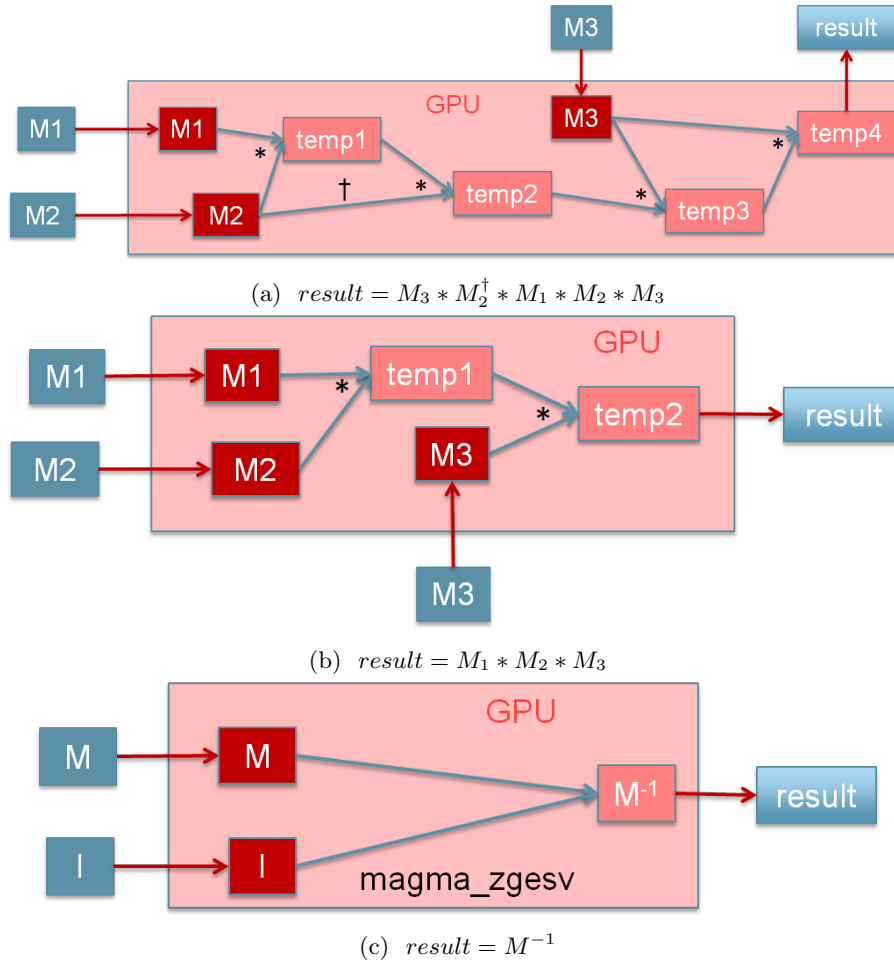 M3
result
GPU
M1
M1
temp1
M3
temp4
*
*
†
M2
M2
*
temp2
*
temp3
(a) result = M₃ * M₂† * M₁ * M₂ * M₃
GPU
M1
M1
*
temp1
temp2
result
*
M2
M2
M3
M3
(b) result = M₁ * M₂ * M₃
GPU
M
M
M⁻¹
result
I
I
magma_zgesv
(c) result = M⁻¹